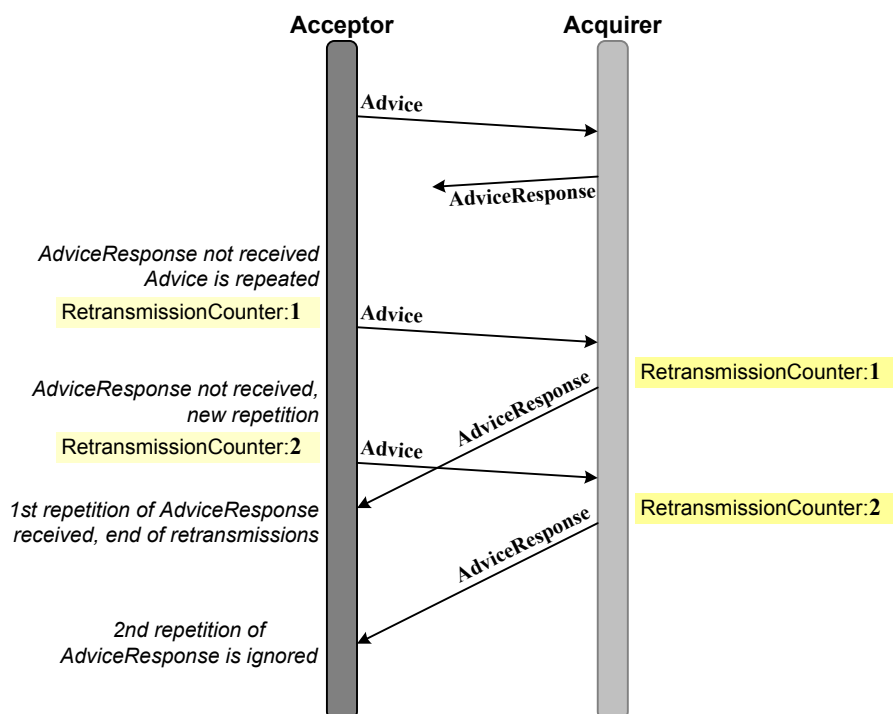 Acceptor
Acquirer
Advice
AdviceResponse
AdviceResponse not received
Advice is repeated
RetransmissionCounter:1
Advice
RetransmissionCounter:1
AdviceResponse not received,
new repetition
AdviceResponse
RetransmissionCounter:2
Advice
1st repetition of AdviceResponse
received, end of retransmissions
RetransmissionCounter:2
AdviceResponse
2nd repetition of
AdviceResponse is ignored